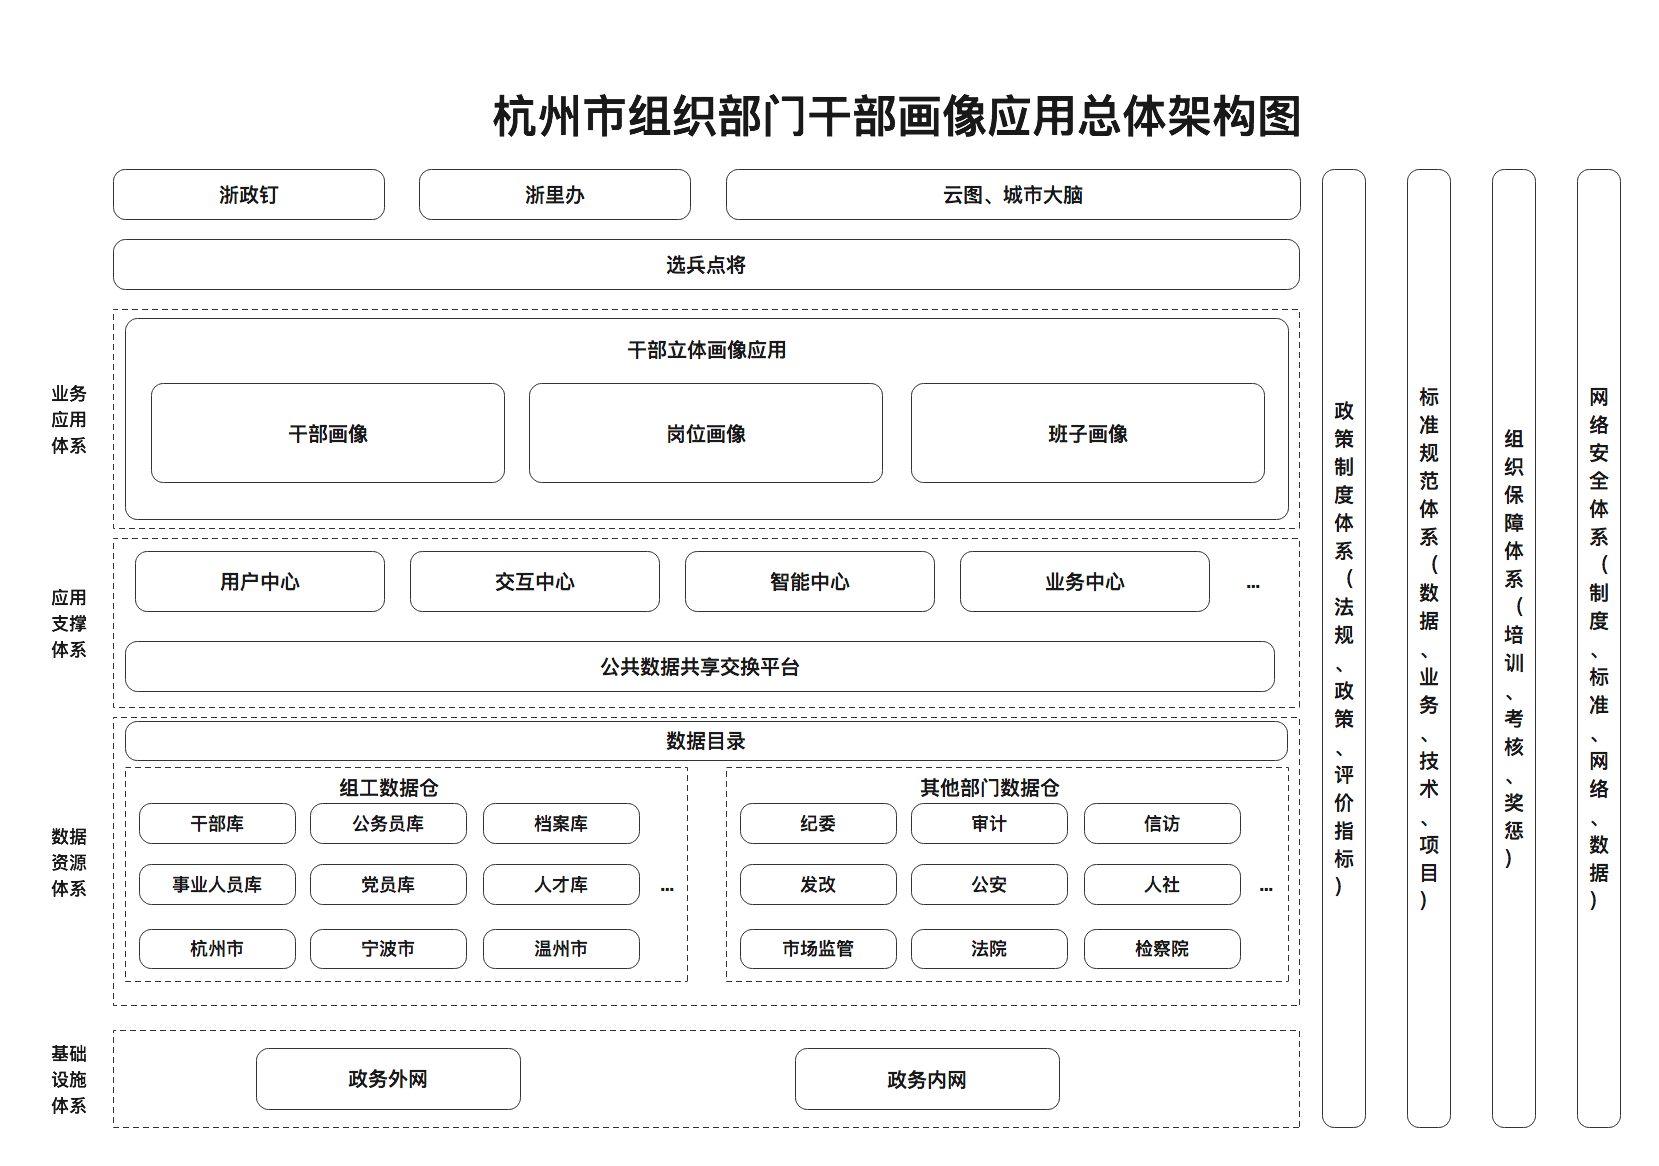 杭州市组织部门干部画像应用总体架构图
浙政钉
浙里办
云图、城市大脑
选兵点将
业务
应用
体系
干部立体画像应用
干部画像
岗位画像
班子画像
应用
支撑
体系
用户中心
交互中心
智能中心
业务中心
...
公共数据共享交换平台
数据
资源
体系
数据目录
组工数据仓
干部库
公务员库
档案库
事业人员库
党员库
人才库
...
杭州市
宁波市
温州市
其他部门数据仓
纪委
审计
信访
发改
公安
人社
...
市场监管
法院
检察院
基础
设施
体系
政务外网
政务内网
政策制度体系（法规、政策、评价指标）
标准规范体系（数据、业务、技术、项目）
组织保障体系（培训、考核、奖惩）
网络安全体系（制度、标准、网络、数据）